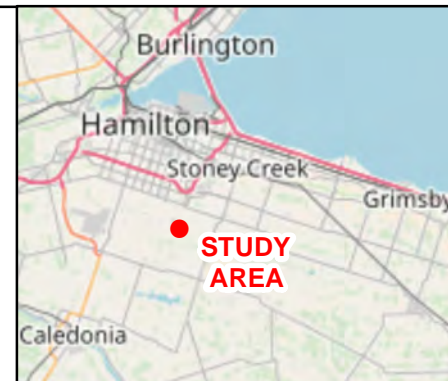 Burlington
Hamilton
Stoney Creek
Grimsby
STUDY
AREA
Caledonia